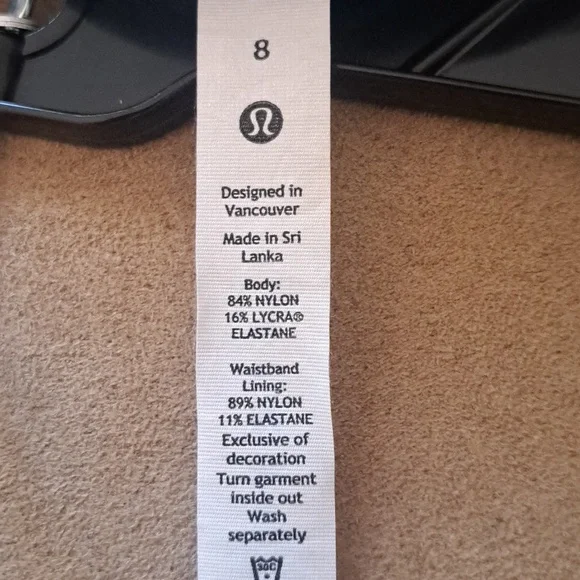 8
Designed in
Vancouver
Made in Sri
Lanka
Body:
84% NYLON
16% LYCRA®
ELASTANE
Waistband
Lining:
89% NYLON
11% ELASTANE
Exclusive of
decoration
Turn garment
inside out
Wash
separately
30C